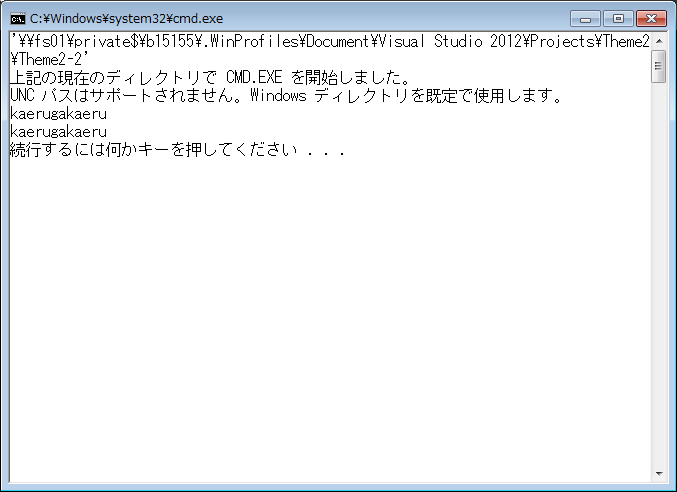 C:¥Windows¥system32¥cmd.exe
'¥¥fs01¥private$¥b15155¥.WinProfiles¥Document¥Visual Studio 2012¥Projects¥Theme2
¥Theme2-2'
上記の現在のディレクトリで CMD.EXE を開始しました。
UNC パスはサポートされません。Windows ディレクトリを既定で使用します。
kaerugakaeru
kaerugakaeru
続行するには何かキーを押してください . . .